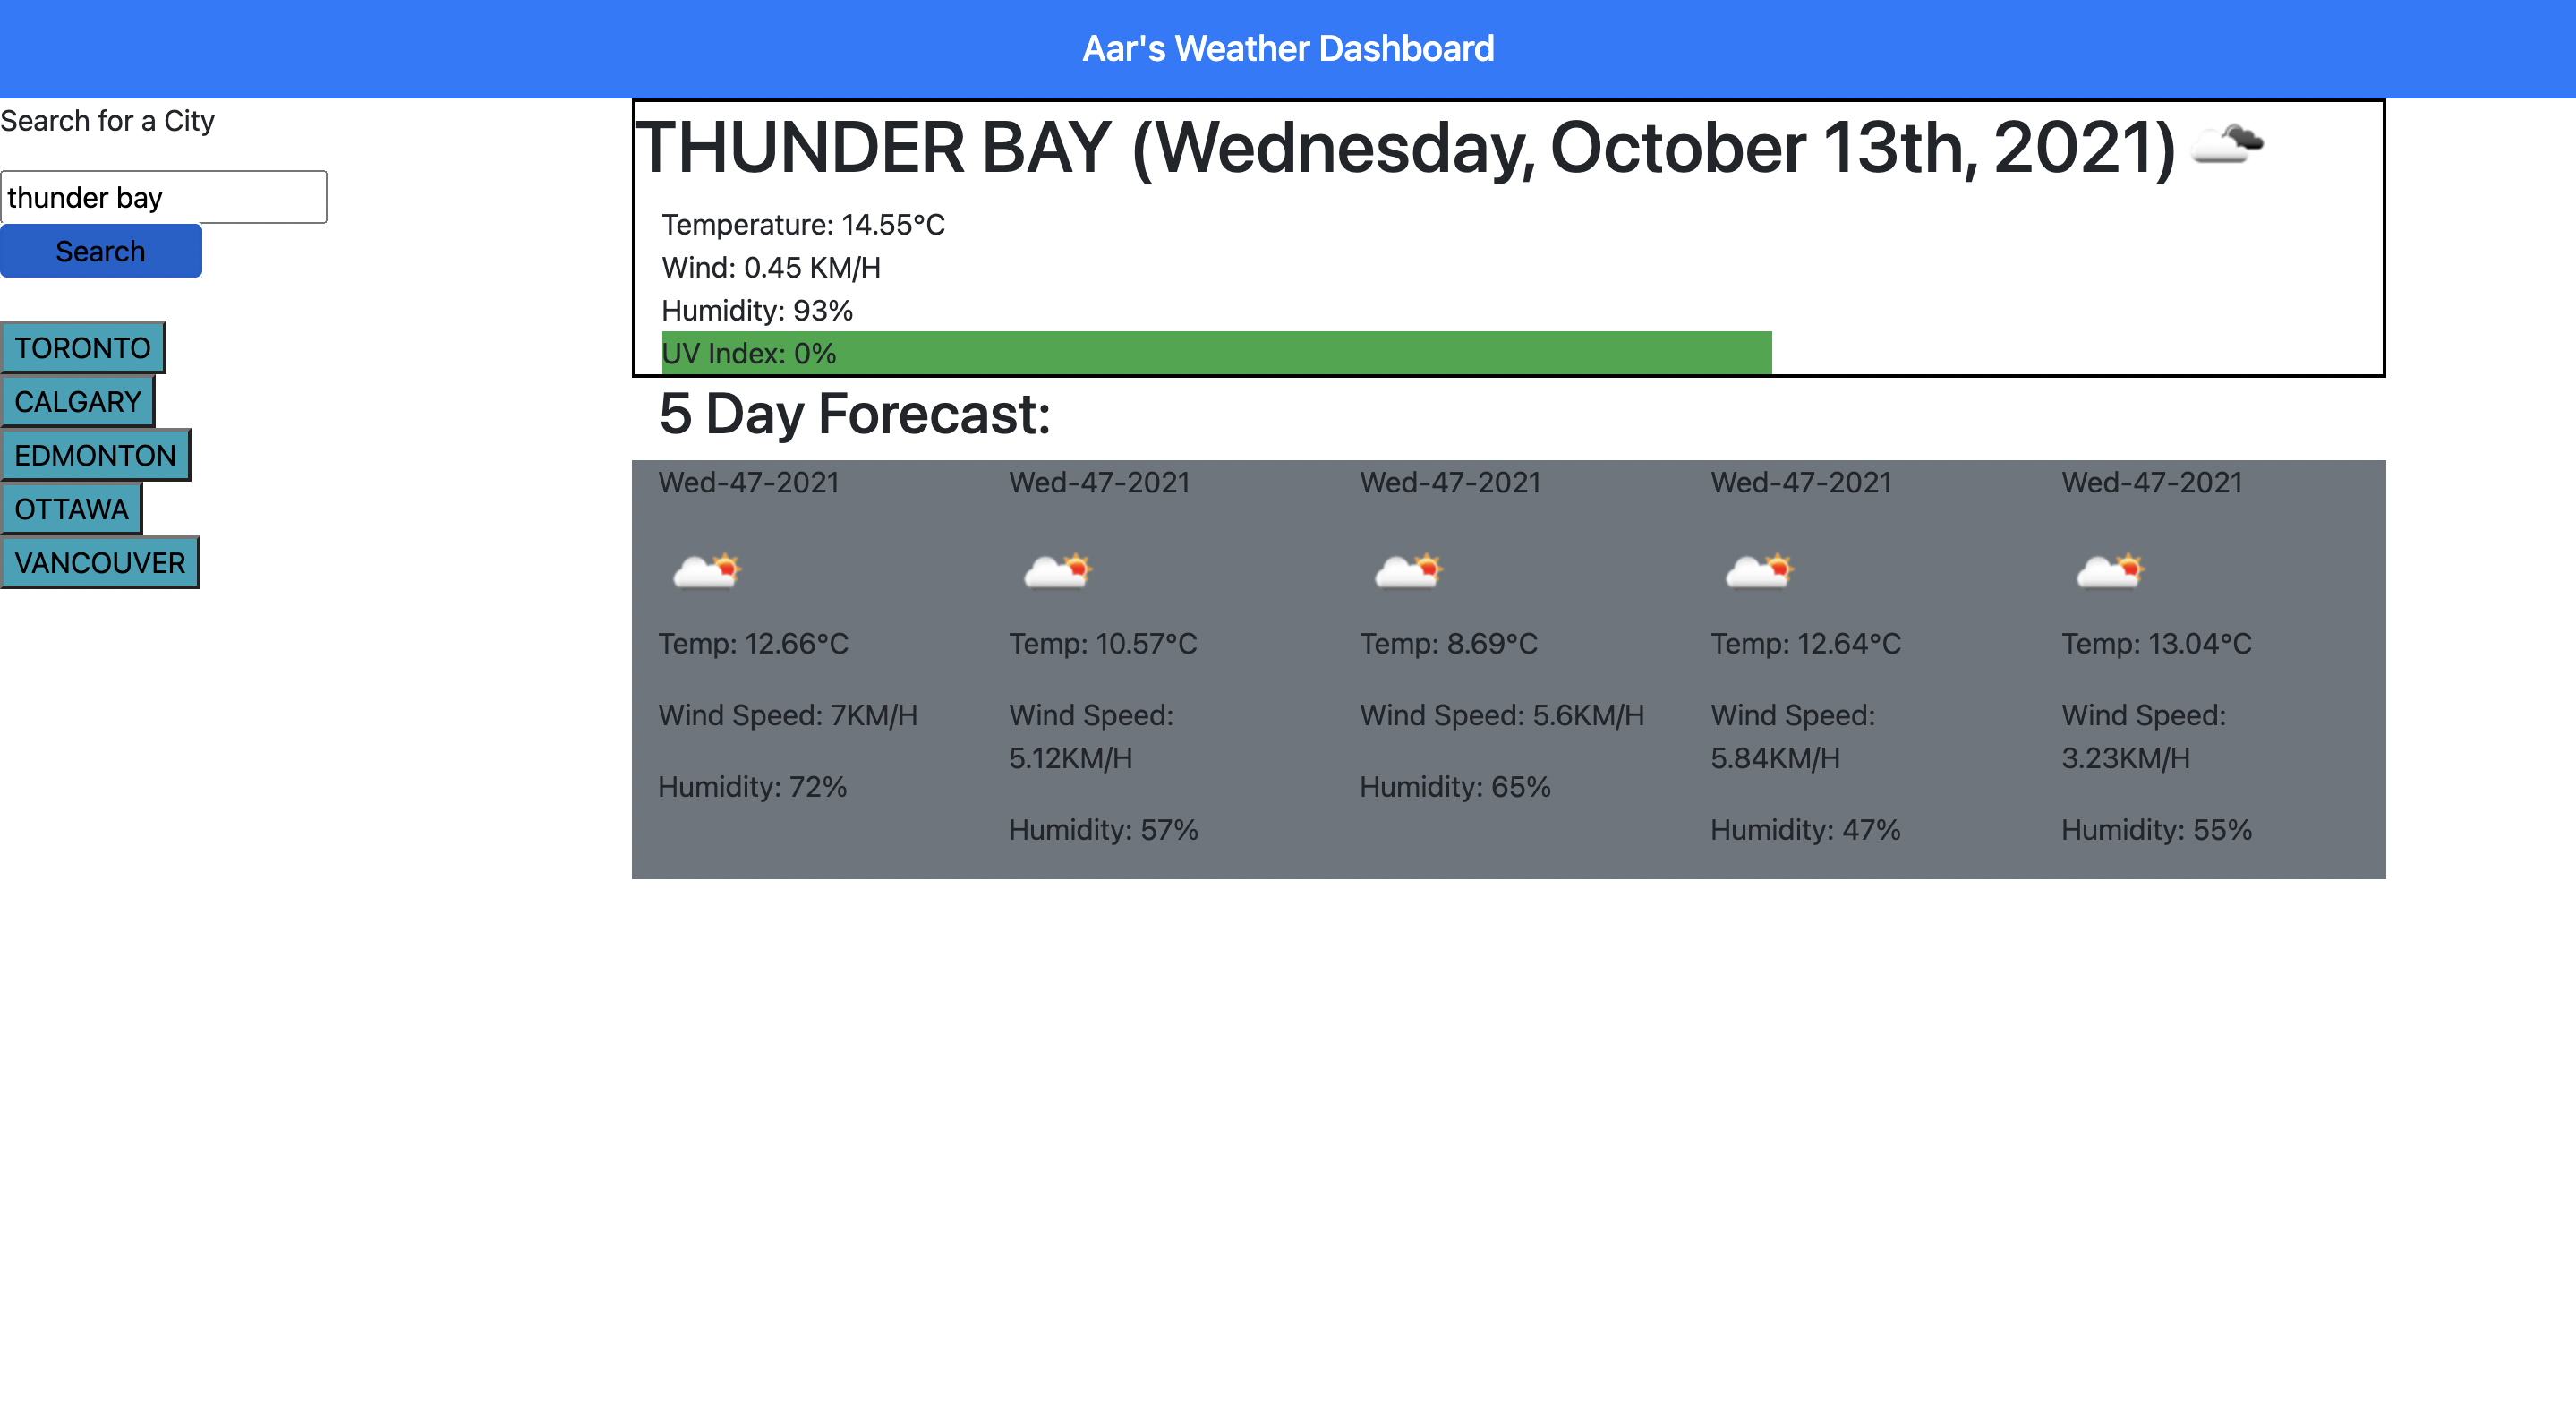 Aar's Weather Dashboard
Search for a City
thunder bay
Search
TORONTO
CALGARY
EDMONTON
OTTAWA
VANCOUVER
THUNDER BAY (Wednesday, October 13th, 2021)
Temperature: 14.55°C
Wind: 0.45 KM/H
Humidity: 93%
UV Index: 0%
5 Day Forecast:
Wed-47-2021
Temp: 12.66°C
Wind Speed: 7KM/H
Humidity: 72%
Wed-47-2021
Temp: 10.57°C
Wind Speed:
5.12KM/H
Humidity: 57%
Wed-47-2021
Temp: 8.69°C
Wind Speed: 5.6KM/H
Humidity: 65%
Wed-47-2021
Temp: 12.64°C
Wind Speed:
5.84KM/H
Humidity: 47%
Wed-47-2021
Temp: 13.04°C
Wind Speed:
3.23KM/H
Humidity: 55%